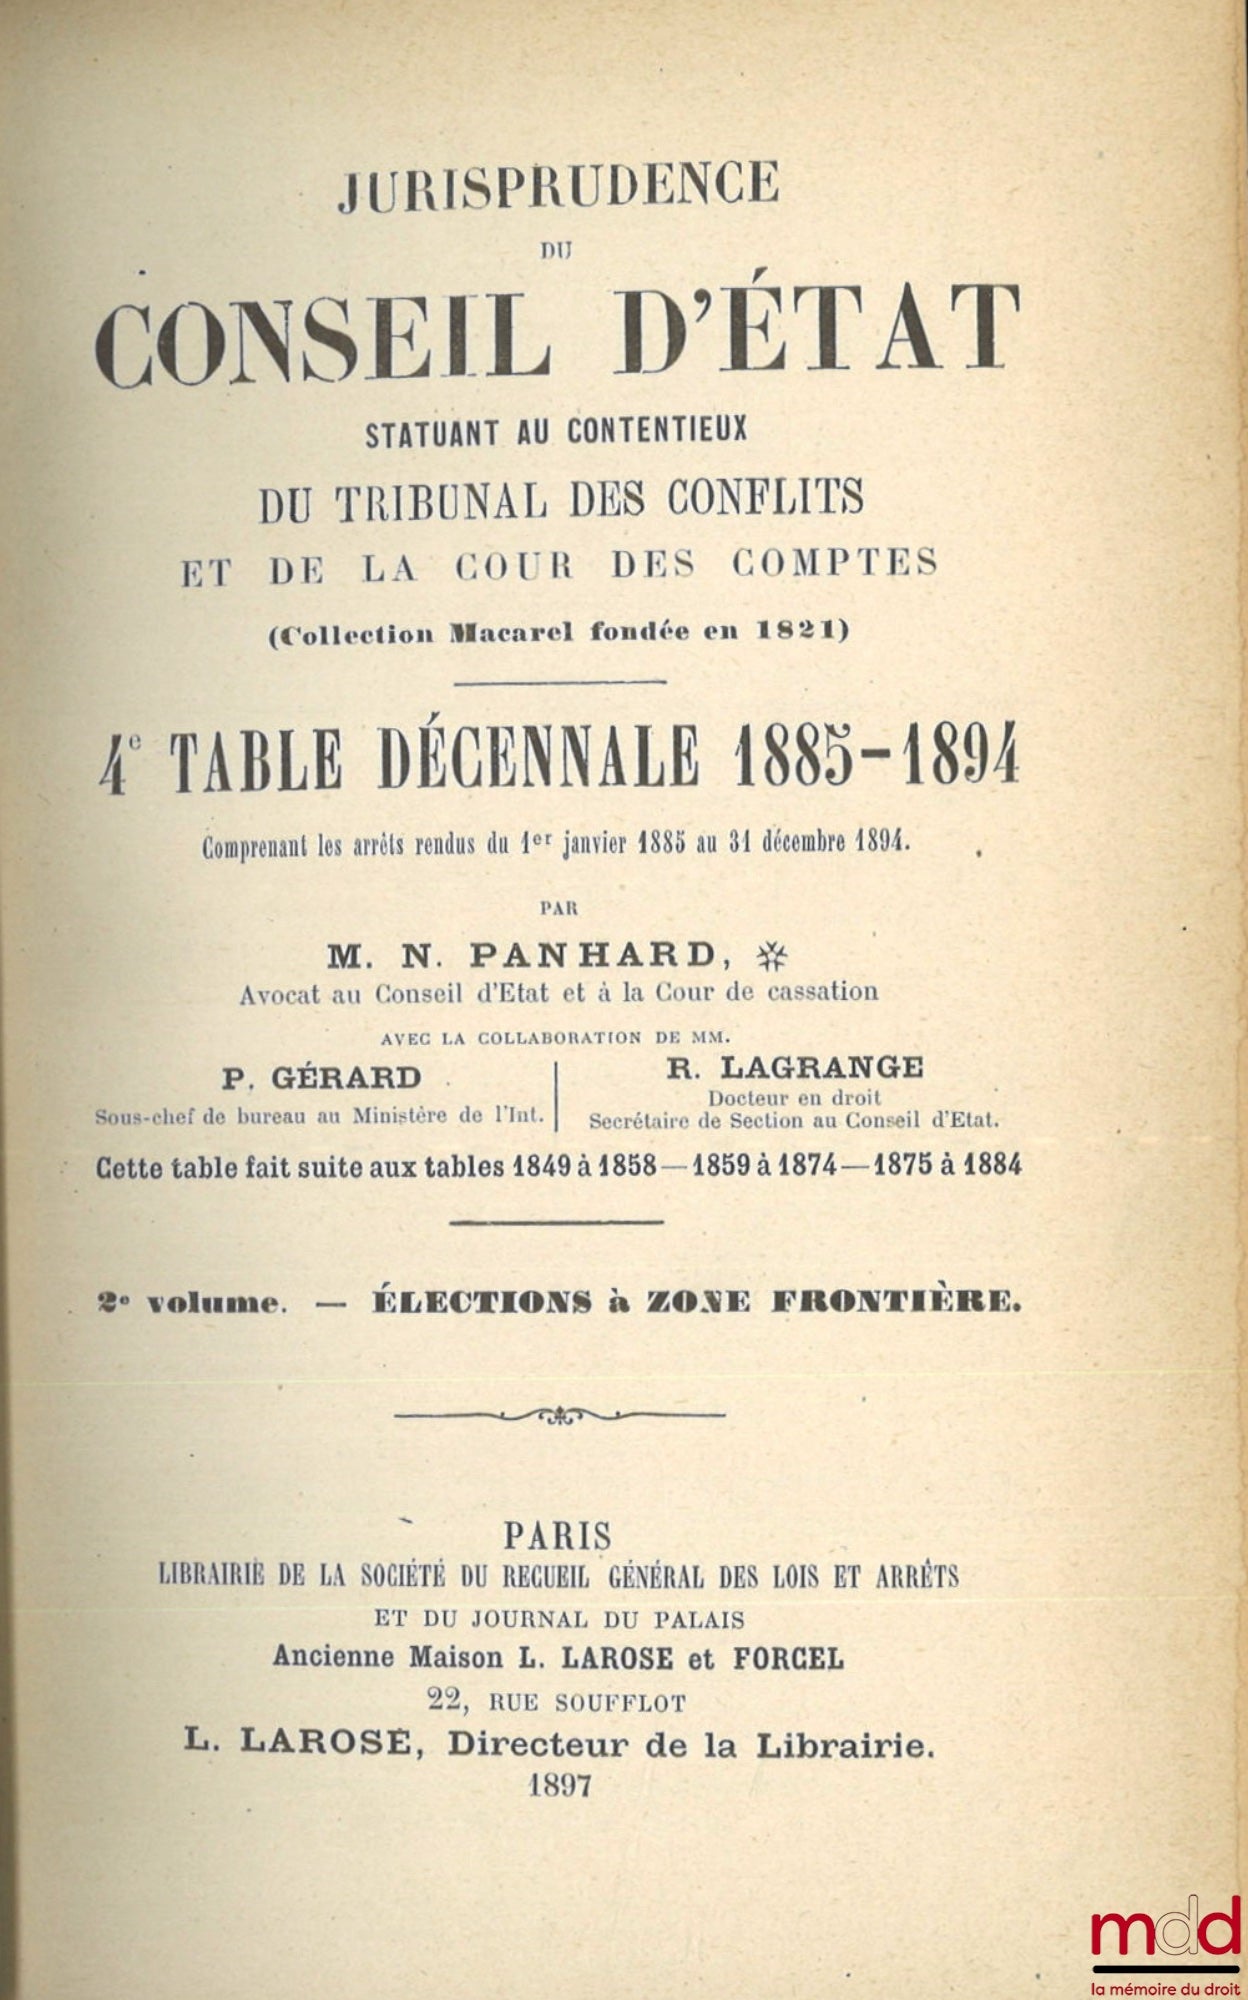 JURISPRUDENCE
DU
CONSEIL D'ÉTAT
STATUANT AU CONTENTIEUX
DU TRIBUNAL DES CONFLITS
ET DE LA COUR DES COMPTES
(Collection Macarel fondée en 1821)
4e TABLE DÉCENNALE 1885-1894
Comprenant les arrêts rendus du 1er janvier 1885 au 31 décembre 1894.
PAR
M. N. PANHARD,
Avocat au Conseil d'Etat et à la Cour de cassation
AVEC LA COLLABORATION DE MM.
P. GÉRARD
Sous-chef de bureau au Ministère de l'Int.
R. LAGRANGE
Docteur en droit
Secrétaire de Section au Conseil d'Etat.
Cette table fait suite aux tables 1849 à 1858—1859 à 1874—1875 à 1884
2e volume. — ÉLECTIONS à ZONE FRONTIÈRE.
PARIS
LIBRAIRIE DE LA SOCIÉTÉ DU RECUEIL GÉNÉRAL DES LOIS ET ARRÊTS
ET DU JOURNAL DU PALAIS
Ancienne Maison L. LAROSE et FORCEL
22, RUE SOUFFLOT
L. LAROSE, Directeur de la Librairie.
1897
mdd
la mémoire du droit